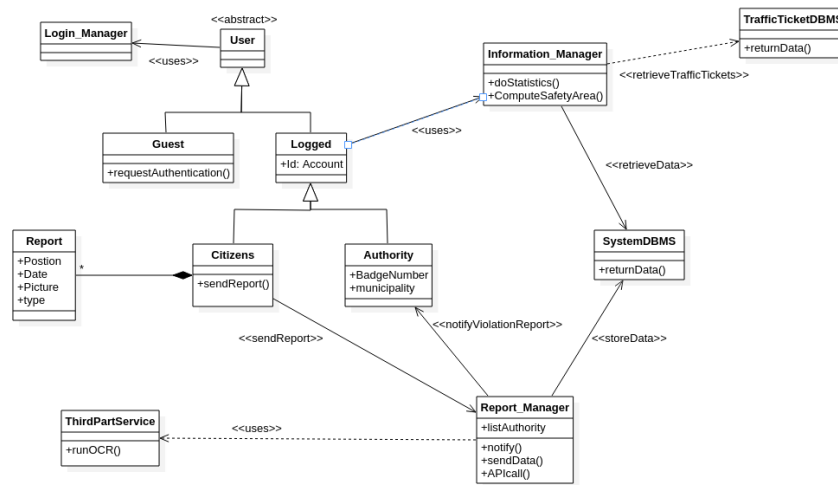 <<abstract>>
Login_Manager
User
<<uses>>
Information_Manager
+doStatistics()
+ComputeSafetyArea()
TrafficTicketDBMS
+returnData()
<<retrieveTrafficTickets>>
Guest
+requestAuthentication()
Logged
+Id: Account
<<uses>>
<<retrieveData>>
Report
+Postion
+Date
+Picture
+type
*
Citizens
+sendReport()
Authority
+BadgeNumber
+municipality
SystemDBMS
+returnData()
<<sendReport>>
<<notifyViolationReport>>
<<storeData>>
ThirdPartService
+runOCR()
<<uses>>
Report_Manager
+listAuthority
+notify()
+sendData()
+APIcall()